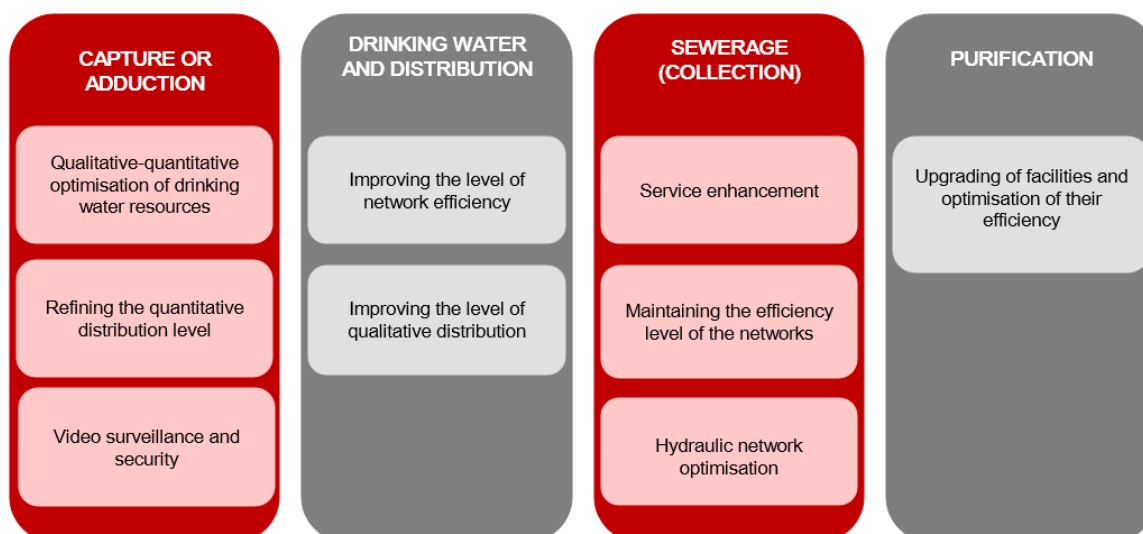 CAPTURE OR
ADDUCTION
Qualitative-quantitative
optimisation of drinking
water resources
Refining the quantitative
distribution level
Video surveillance and
security
DRINKING WATER
AND DISTRIBUTION
Improving the level of
network efficiency
Improving the level of
qualitative distribution
SEWERAGE
(COLLECTION)
Service enhancement
Maintaining the efficiency
level of the networks
Hydraulic network
optimisation
PURIFICATION
Upgrading of facilities and
optimisation of their
efficiency